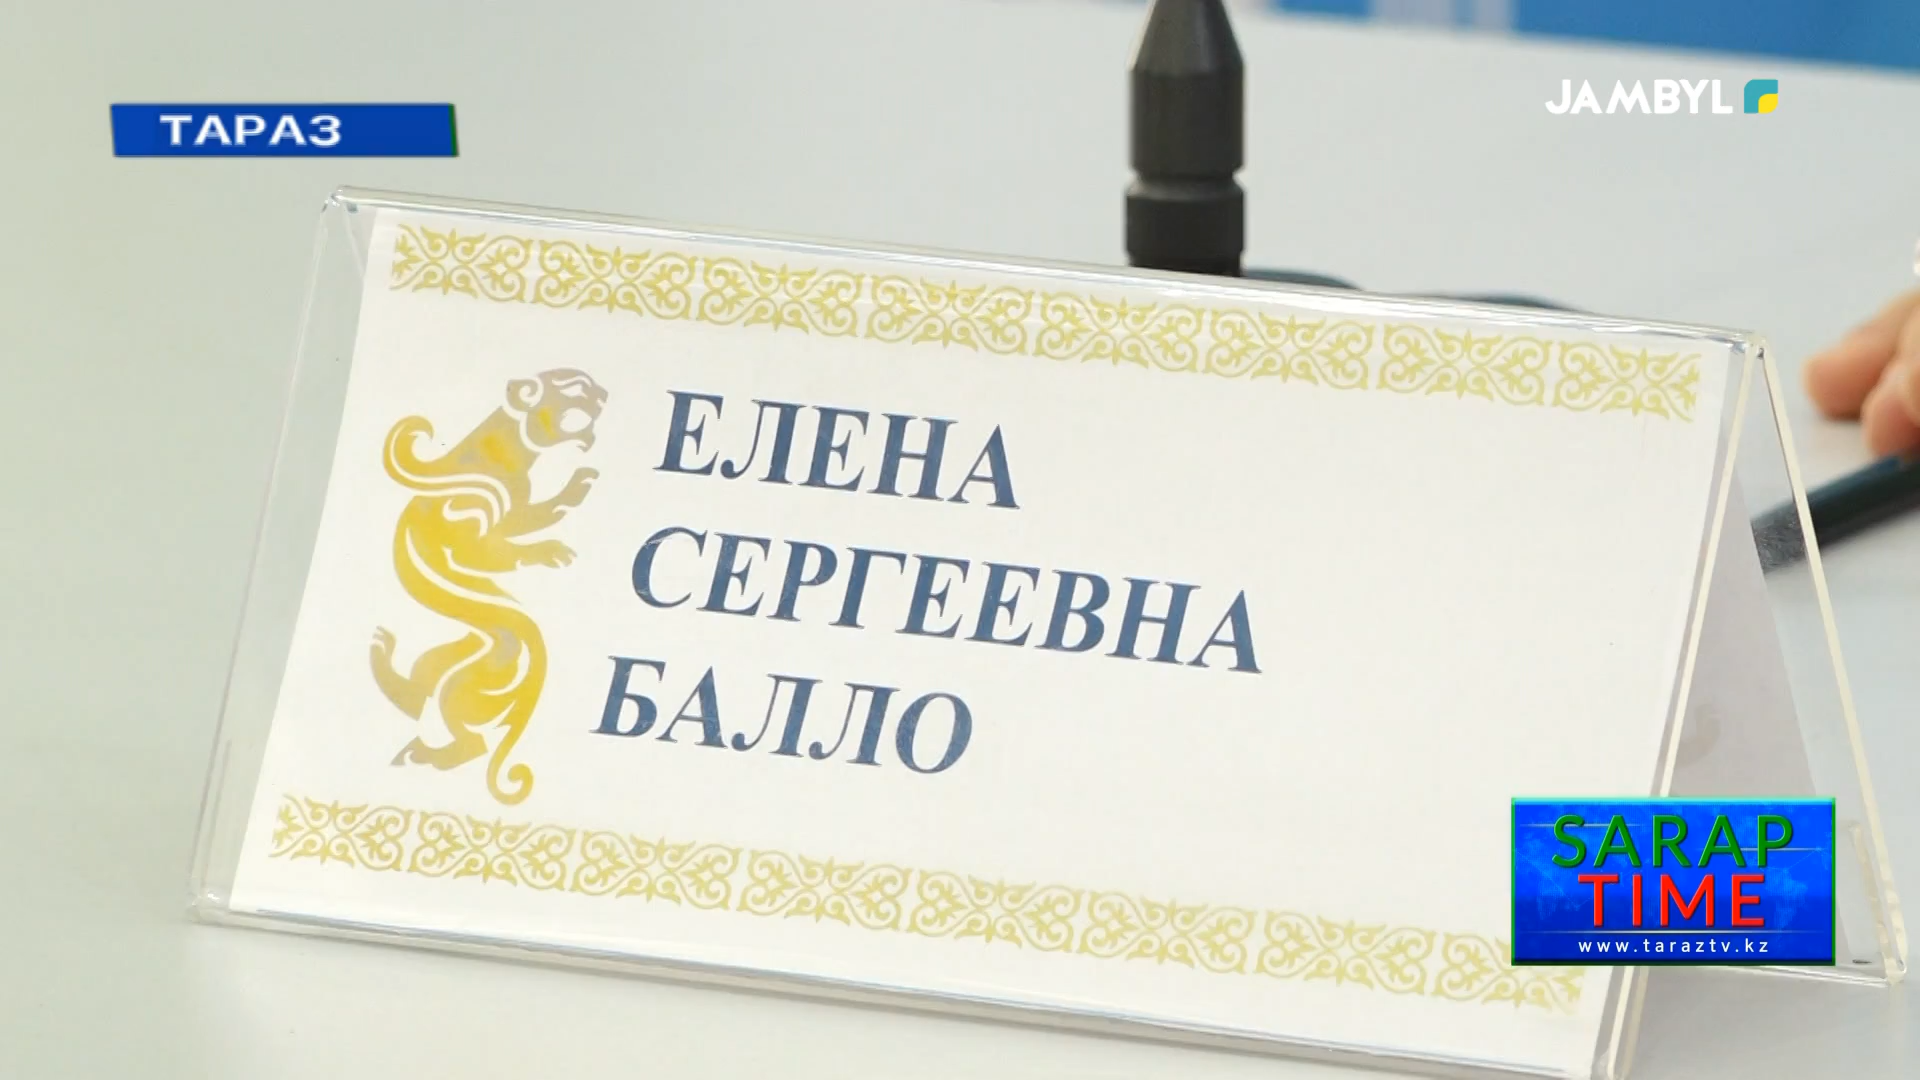 ТАРАЗ
JAMBYL
ЕЛЕНА
СЕРГЕЕВНА
БАЛЛО
SARAP
TIME
www.taraztv.kz